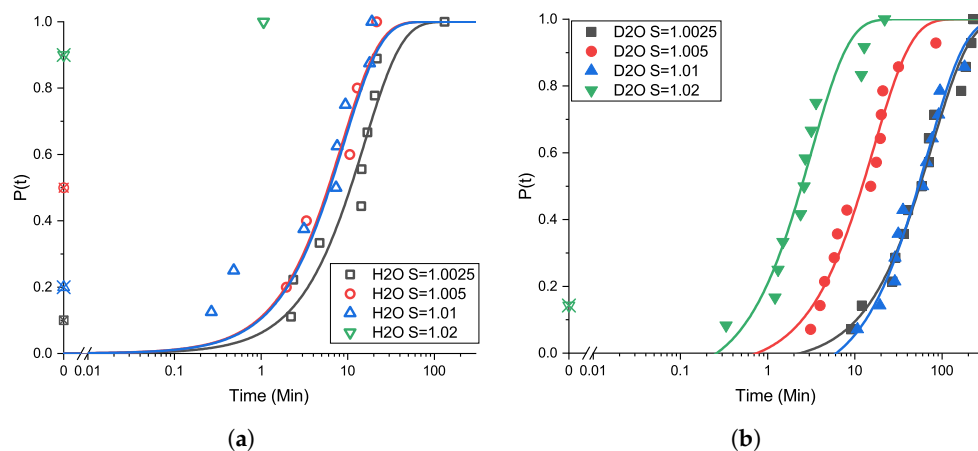 P(t)
1.0
0.8
0.6
0.4
0.2
0.0
H2O S=1.0025
H2O S=1.005
H2O S=1.01
H2O S=1.02
0 0.01 0.1 1 10 100
Time (Min)
(a)
P(t)
1.0
0.8
0.6
0.4
0.2
0.0
D2O S=1.0025
D2O S=1.005
D2O S=1.01
D2O S=1.02
0 0.01 0.1 1 10 100
Time (Min)
(b)